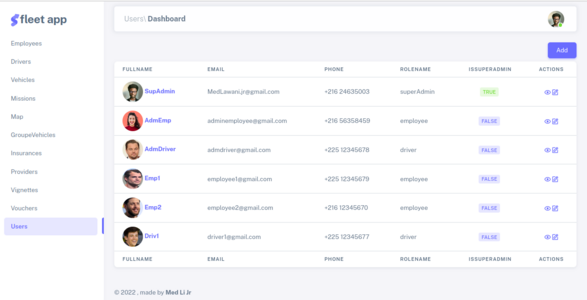 fleet app
Users\ Dashboard
Employees
Drivers
Vehicles
Missions
Map
GroupeVehicles
Insurances
Providers
Vignettes
Vouchers
Users
Add
FULLNAME EMAIL PHONE ROLENAME ISSUPERADMIN ACTIONS
SupAdmin MedLawani.jr@gmail.com +216 24635003 superAdmin TRUE
AdmEmp adminemployee@gmail.com +216 56358459 employee FALSE
AdmDriver admdriver@gmail.com +225 12345678 driver FALSE
Emp1 employee1@gmail.com +225 12345679 employee FALSE
Emp2 employee2@gmail.com +216 12345670 employee FALSE
Driv1 driver1@gmail.com +225 12345677 driver FALSE
FULLNAME EMAIL PHONE ROLENAME ISSUPERADMIN ACTIONS
© 2022 , made by Med Li Jr